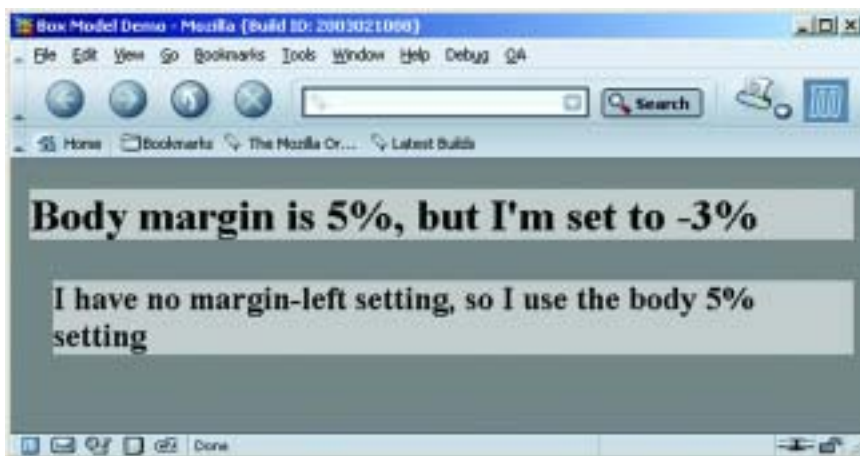 Box Model Demo - Mozilla {Build ID: 2003021008}
File Edit View Go Bookmarks Tools Window Help Debug QA
Search
Home Bookmarks The Mozilla Or... Latest Builds
Body margin is 5%, but I'm set to -3%
I have no margin-left setting, so I use the body 5%
setting
Done